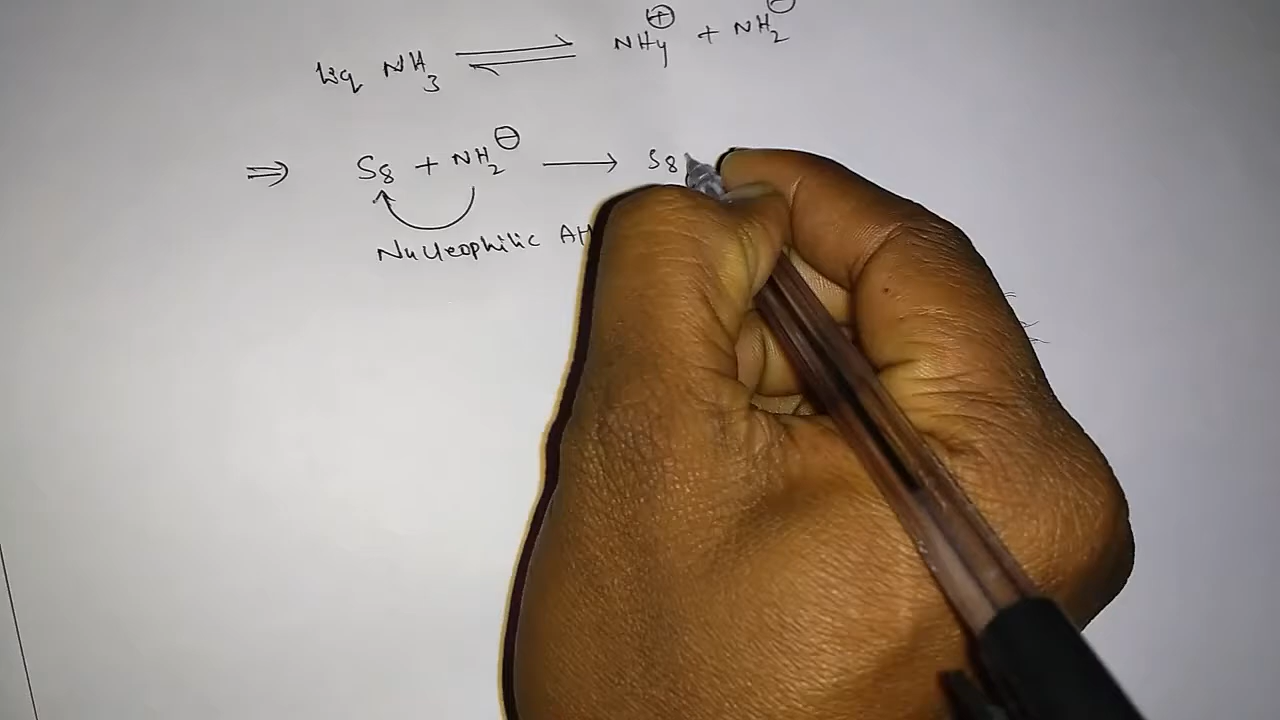 liq NH3 ⇌ NH4⊕ + NH2⊖
⇒ S8 + NH2⊖ ⟶ S8
Nucleophilic